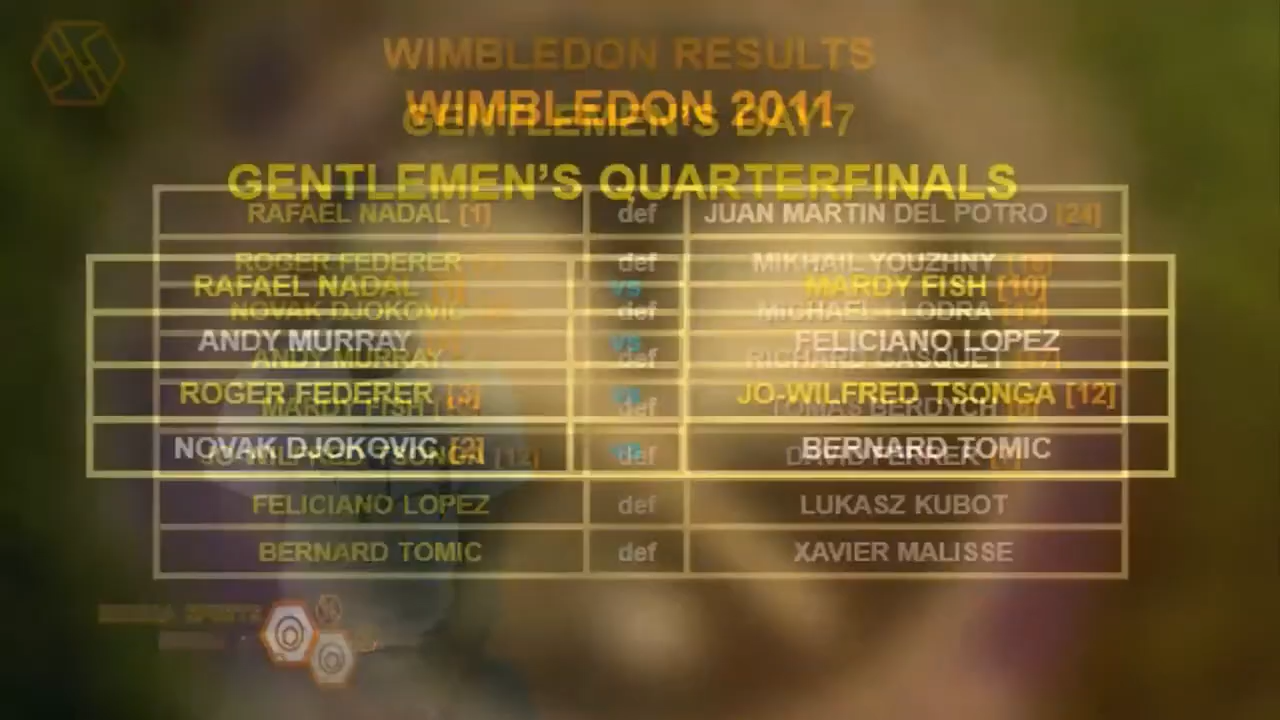 WIMBLEDON RESULTS
GENTLEMEN'S DAY 7
RAFAEL NADAL [1] def JUAN MARTIN DEL POTRO [24]
ROGER FEDERER def MIKHAIL YOUZHNY
NOVAK DJOKOVIC def MICHAEL LLODRA
ANDY MURRAY def RICHARD GASQUET
MARDY FISH def TOMAS BERDYCH
JO-WILFRED TSONGA [12] def DAVID FERRER
FELICIANO LOPEZ def LUKASZ KUBOT
BERNARD TOMIC def XAVIER MALISSE
WIMBLEDON 2011
GENTLEMEN'S QUARTERFINALS
RAFAEL NADAL vs MARDY FISH [10]
ANDY MURRAY vs FELICIANO LOPEZ
ROGER FEDERER [3] vs JO-WILFRED TSONGA [12]
NOVAK DJOKOVIC [2] vs BERNARD TOMIC